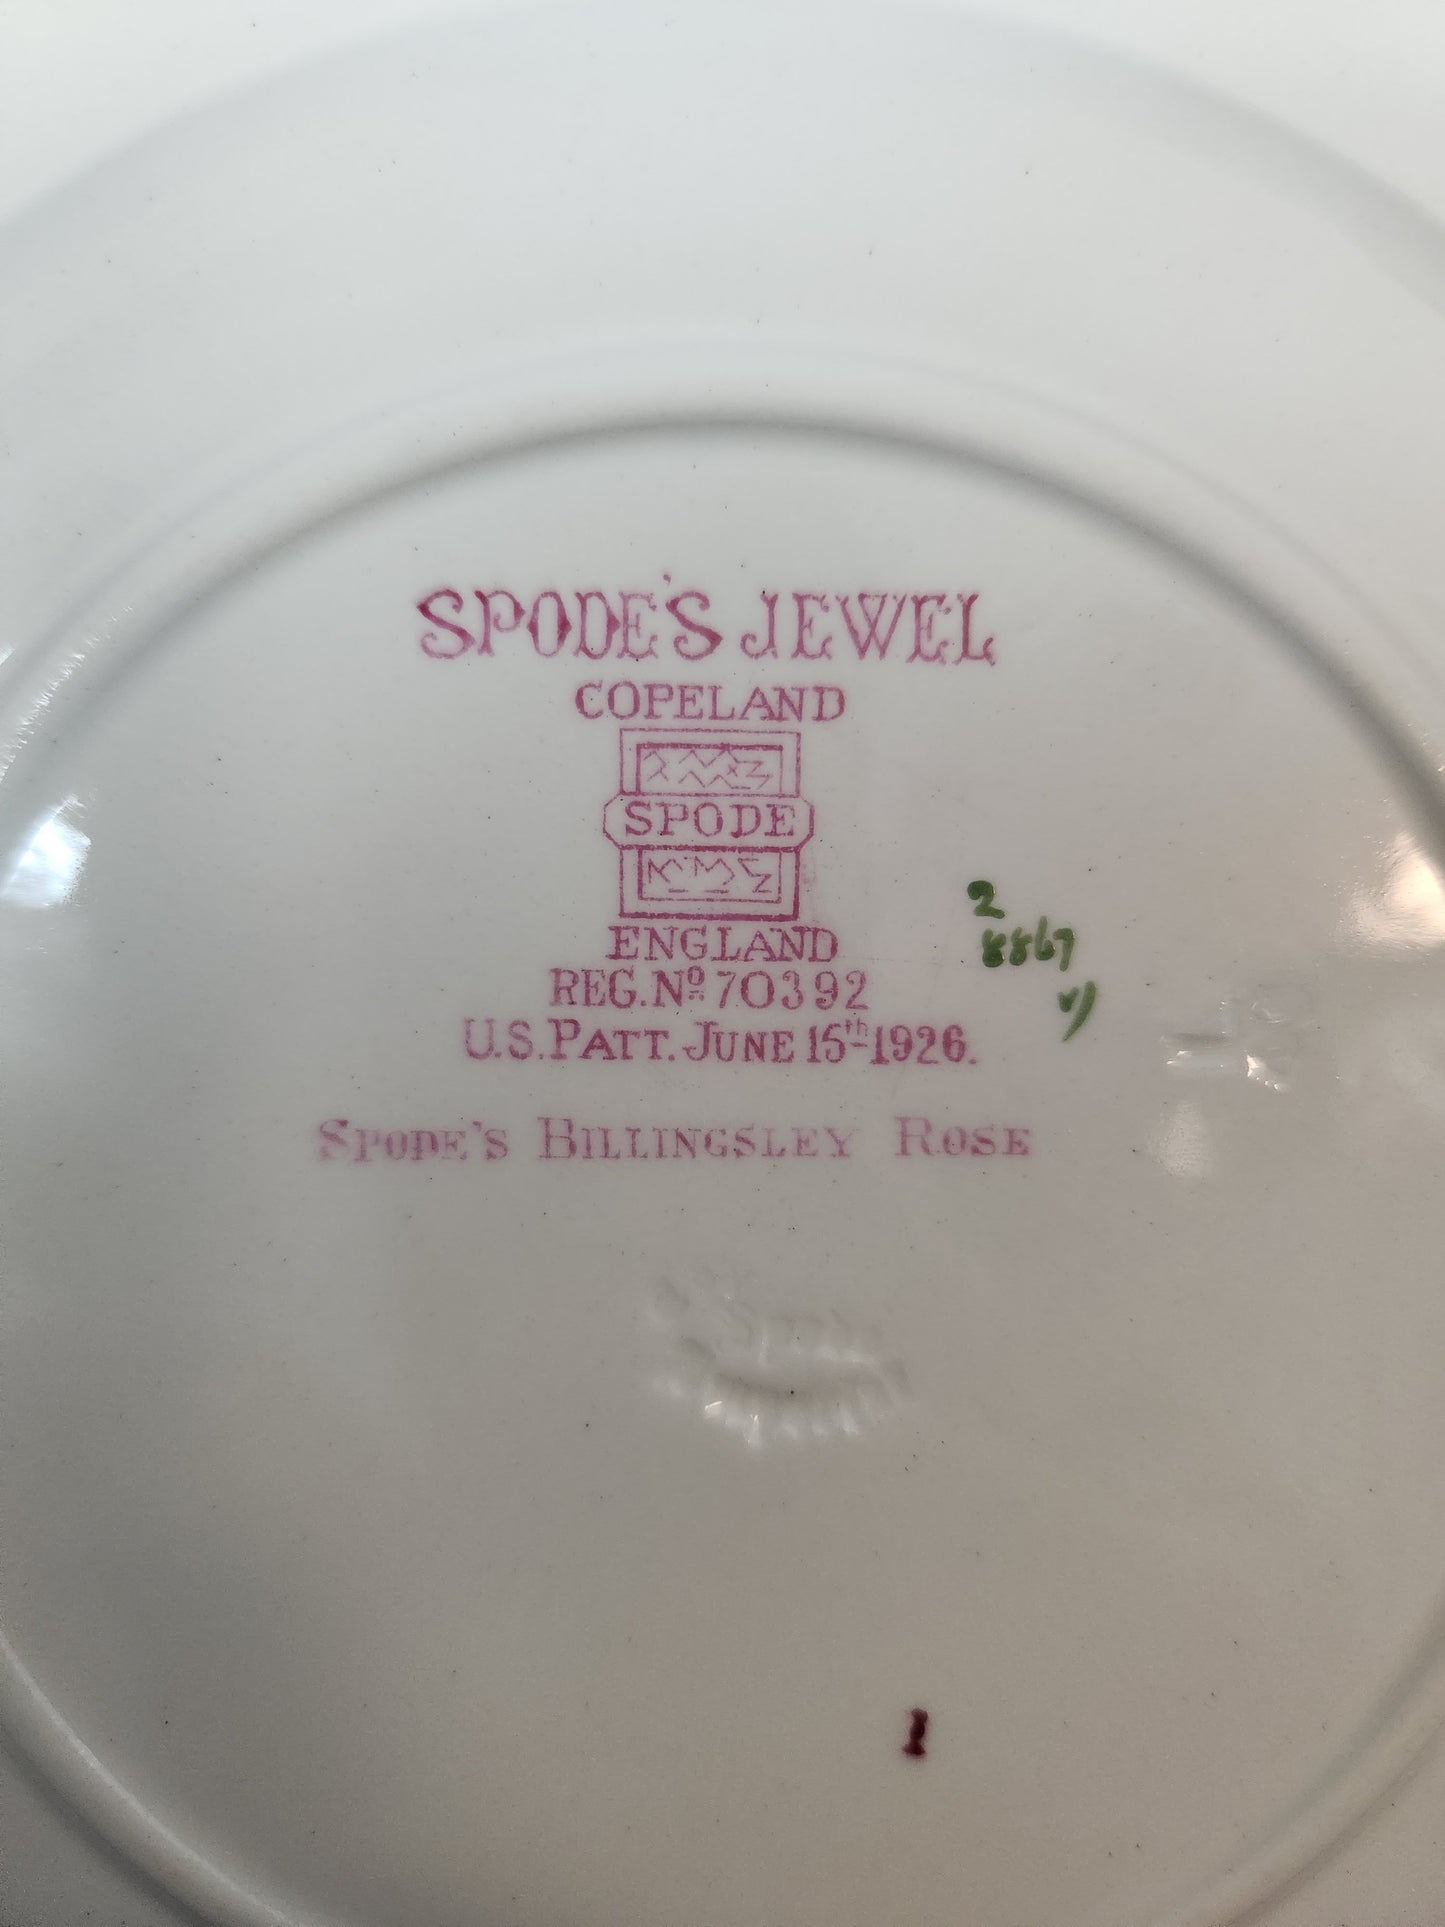 SPODE'S JEWEL
COPELAND
SPODE
ENGLAND
REG. Nº 70392
U.S. PATT. JUNE 15th 1926.
SPODE'S BILLINGSLEY ROSE
2
8867
I